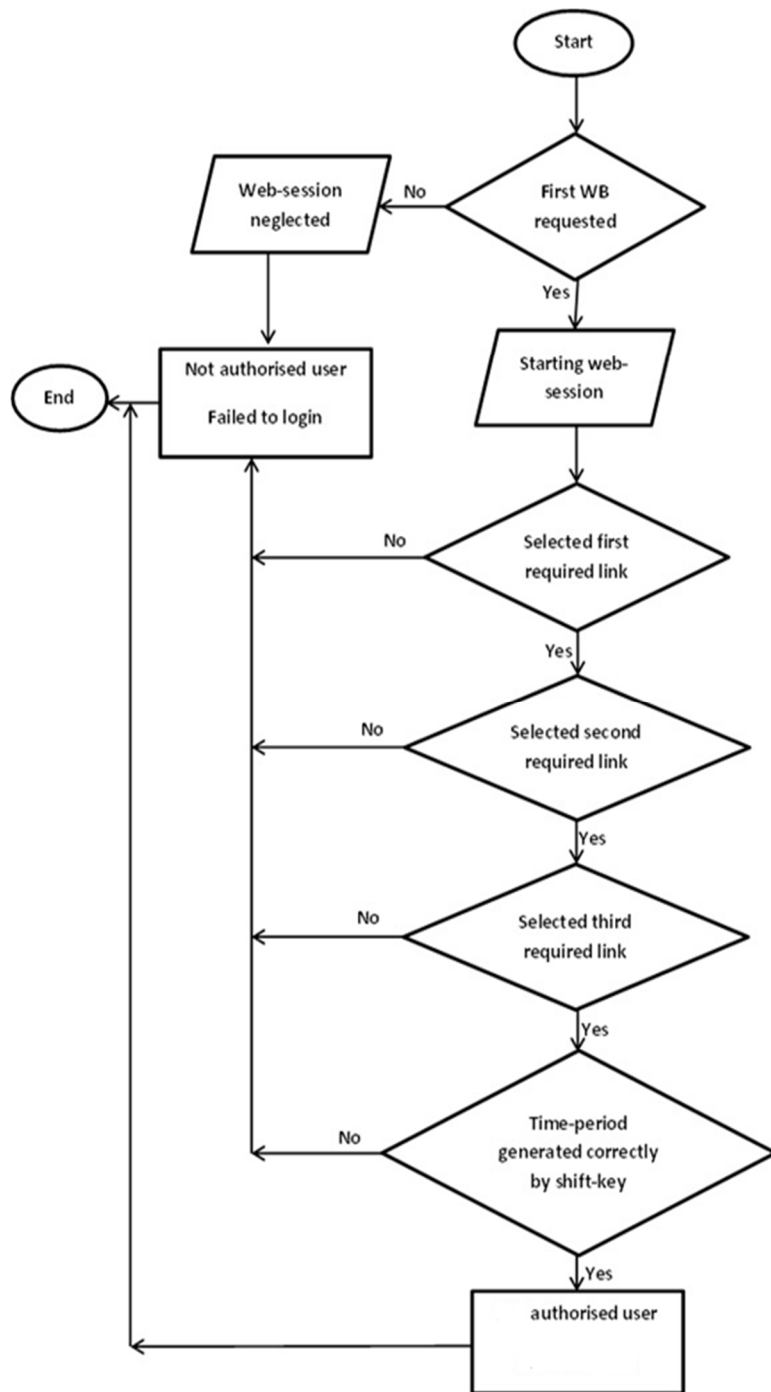 Start
First WB
requested
No
Web-session
neglected
Yes
Starting web-
session
Not authorised user
Failed to login
End
Selected first
required link
No
Yes
Selected second
required link
No
Yes
Selected third
required link
No
Yes
Time-period
generated correctly
by shift-key
No
Yes
authorised user